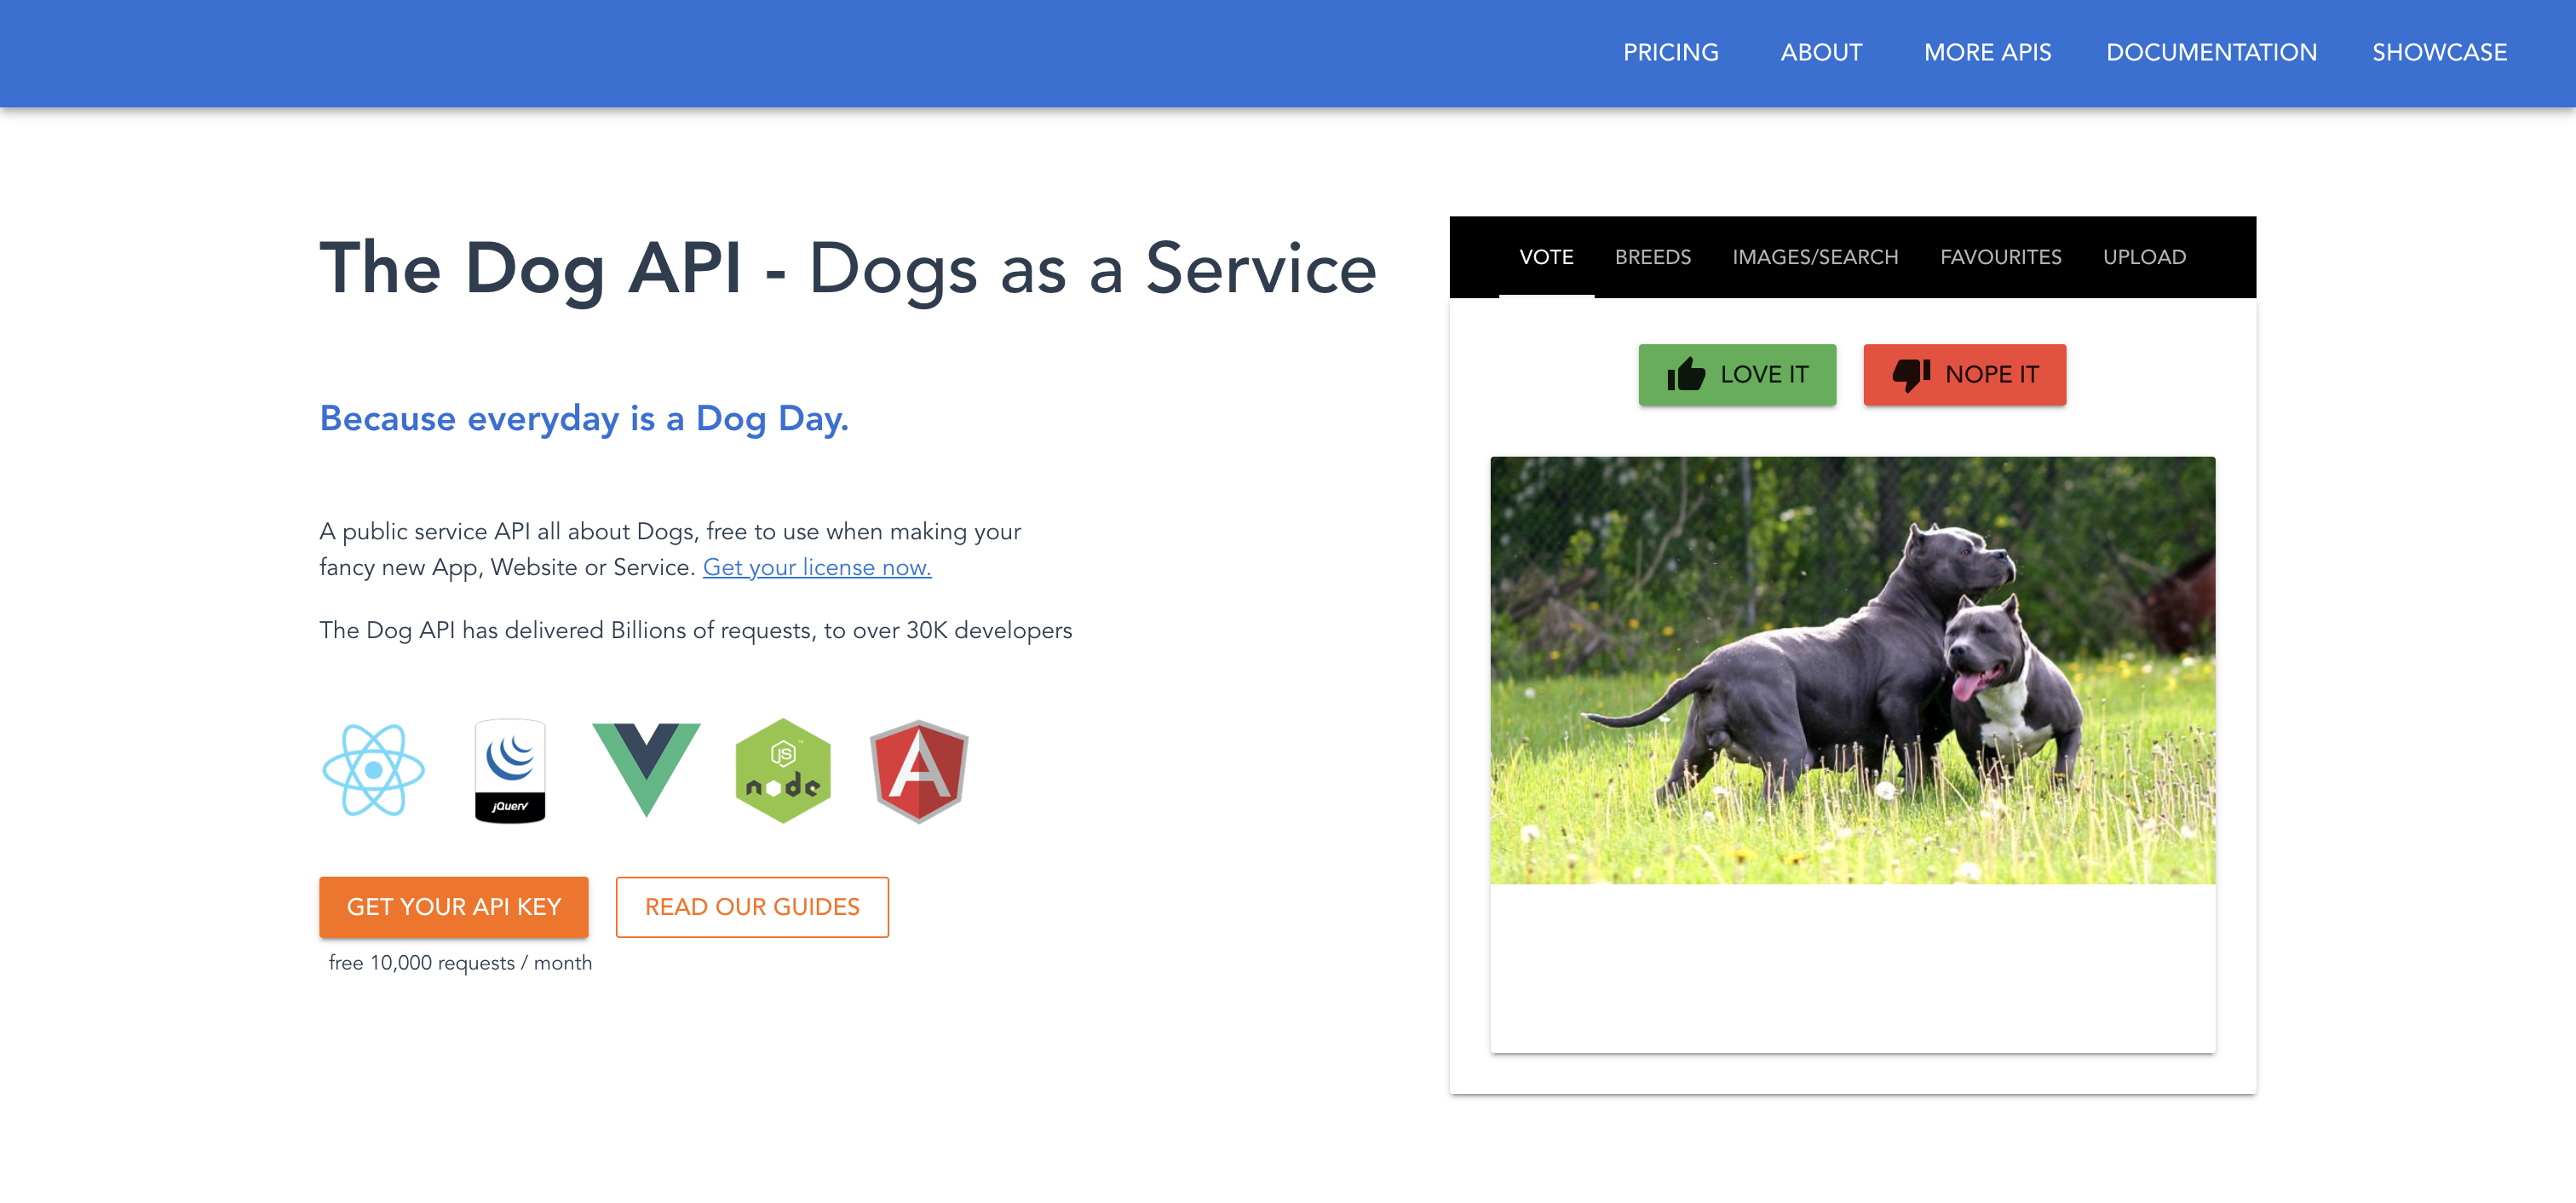 PRICING ABOUT MORE APIS DOCUMENTATION SHOWCASE
The Dog API - Dogs as a Service
Because everyday is a Dog Day.
A public service API all about Dogs, free to use when making your
fancy new App, Website or Service. Get your license now.
The Dog API has delivered Billions of requests, to over 30K developers
jQuery
JS
node
A
GET YOUR API KEY
READ OUR GUIDES
free 10,000 requests / month
VOTE BREEDS IMAGES/SEARCH FAVOURITES UPLOAD
LOVE IT
NOPE IT